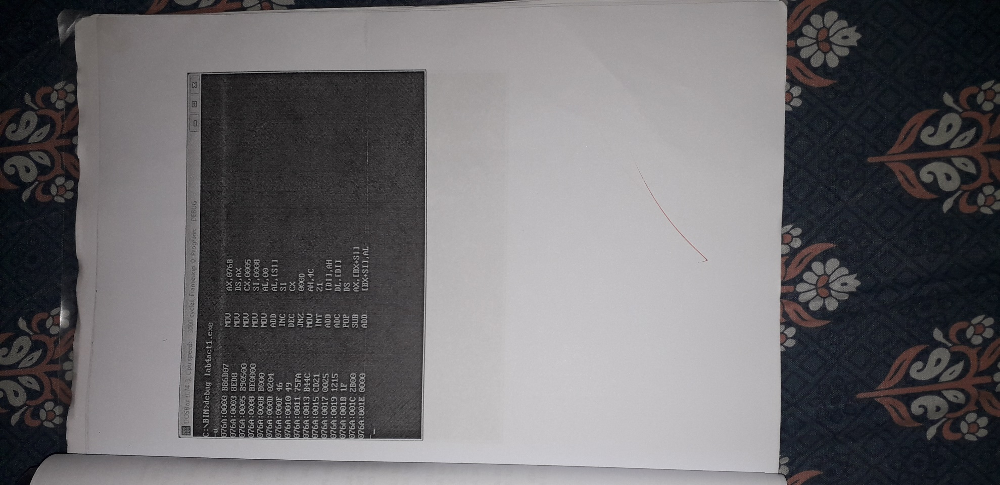 DOSBox 0.74-3, Cpu speed: 3000 cycles, Frameskip 0, Program: DEBUG
C:\BIN>debug lab4act1.exe
-u
076A:0000 B86B07 MOV AX,076B
076A:0003 8ED8 MOV DS,AX
076A:0005 B90500 MOV CX,0005
076A:0008 BE0800 MOV SI,0008
076A:000B B000 MOV AL,00
076A:000D 0204 ADD AL,[SI]
076A:000F 46 INC SI
076A:0010 49 DEC CX
076A:0011 75FA JNZ 000D
076A:0013 B44C MOV AH,4C
076A:0015 CD21 INT 21
076A:0017 0025 ADD [DI],AH
076A:0019 1215 ADC DL,[DI]
076A:001B 1F POP DS
076A:001C 2B00 SUB AX,[BX+SI]
076A:001E 0000 ADD [BX+SI],AL
-